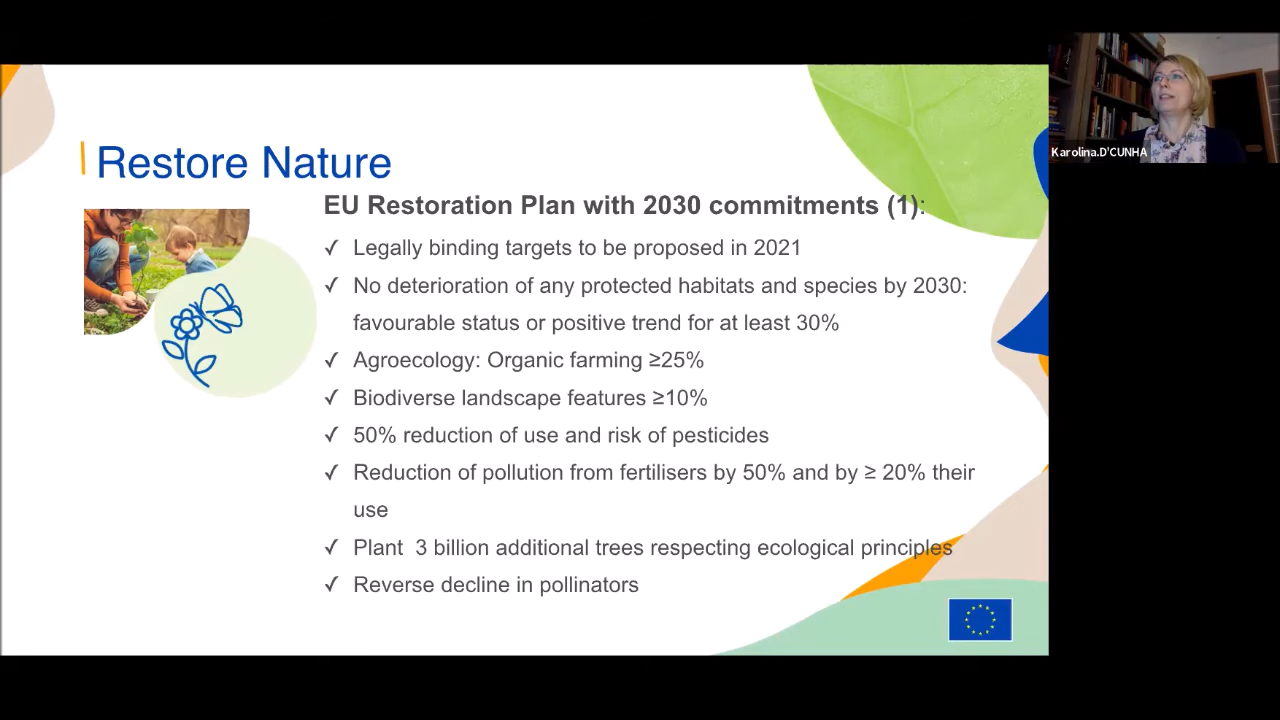 Restore Nature
EU Restoration Plan with 2030 commitments (1):
✓ Legally binding targets to be proposed in 2021
✓ No deterioration of any protected habitats and species by 2030:
favourable status or positive trend for at least 30%
✓ Agroecology: Organic farming ≥25%
✓ Biodiverse landscape features ≥10%
✓ 50% reduction of use and risk of pesticides
✓ Reduction of pollution from fertilisers by 50% and by ≥ 20% their
use
✓ Plant  3 billion additional trees respecting ecological principles
✓ Reverse decline in pollinators
Karolina.D'CUNHA